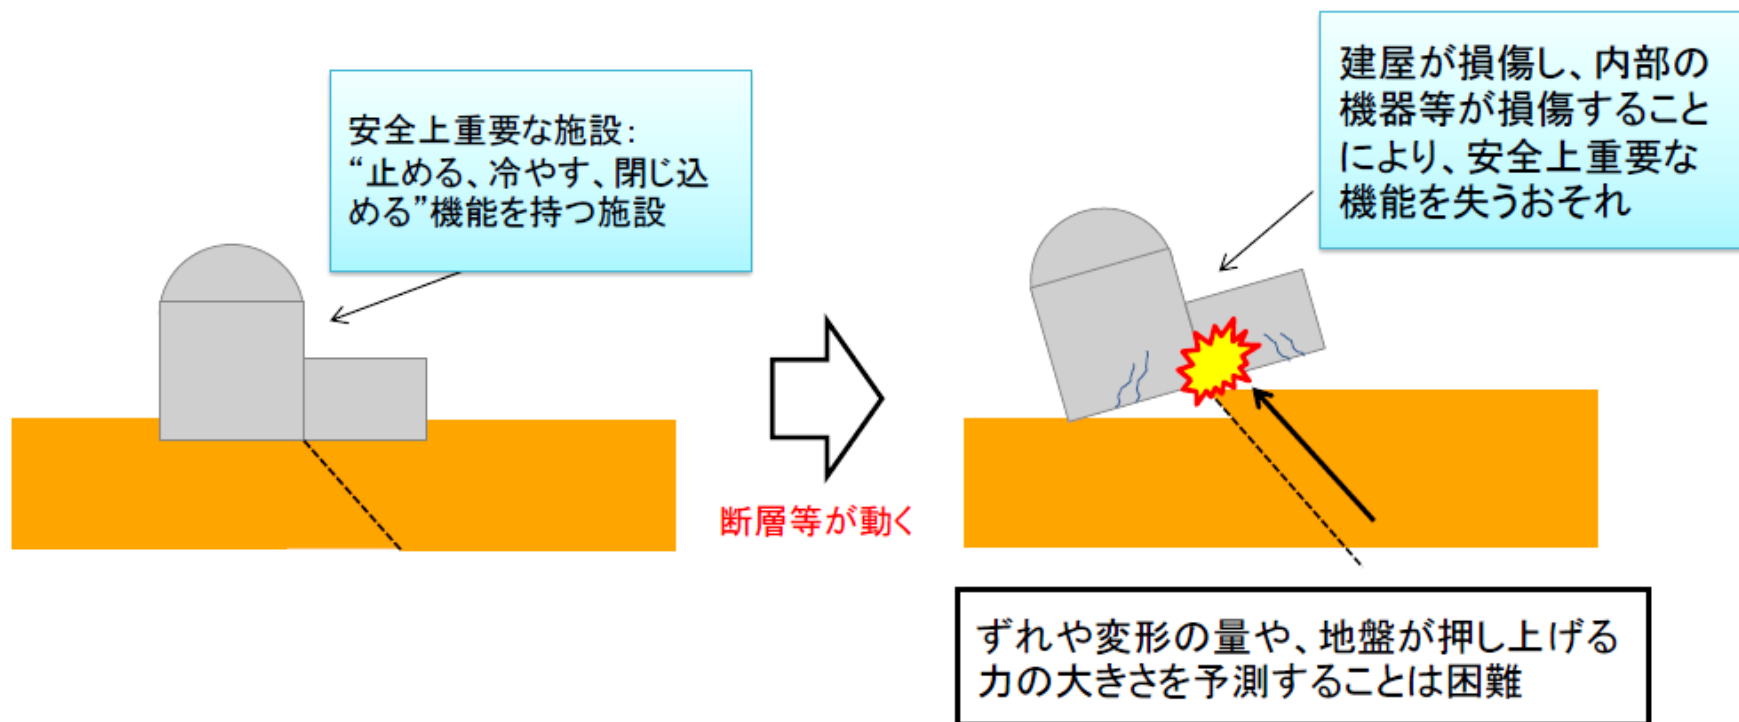 安全上重要な施設：
“止める、冷やす、閉じ込
める”機能を持つ施設
断層等が動く
建屋が損傷し、内部の
機器等が損傷すること
により、安全上重要な
機能を失うおそれ
ずれや変形の量や、地盤が押し上げる
力の大きさを予測することは困難